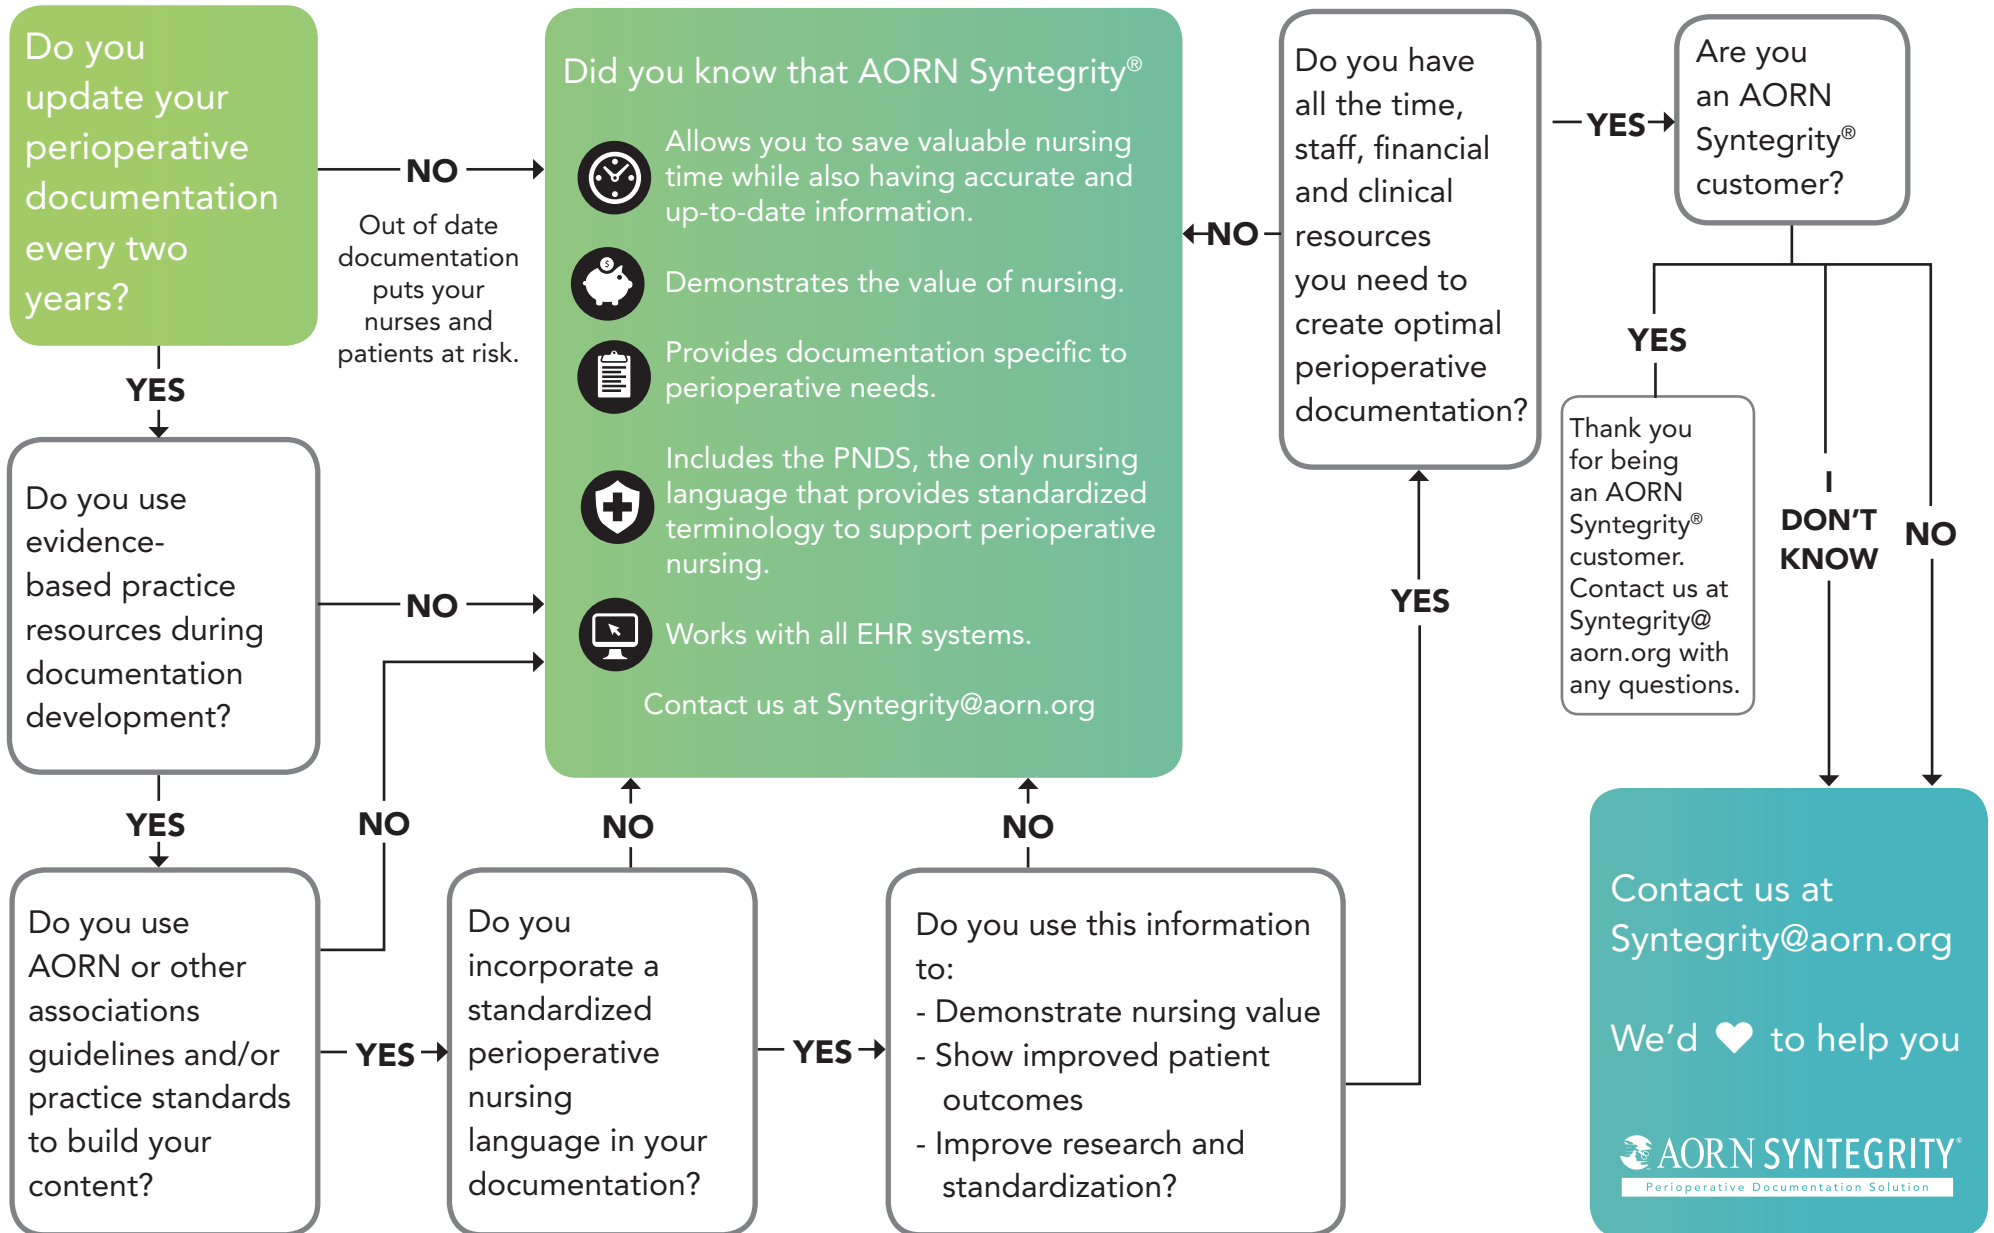 Do you
update your
perioperative
documentation
every two
years?
NO
Out of date
documentation
puts your
nurses and
patients at risk.
YES
Do you use
evidence-
based practice
resources during
documentation
development?
NO
YES
Do you use
AORN or other
associations
guidelines and/or
practice standards
to build your
content?
NO
YES
Do you
incorporate a
standardized
perioperative
nursing
language in your
documentation?
NO
YES
Do you use this information
to:
- Demonstrate nursing value
- Show improved patient
outcomes
- Improve research and
standardization?
NO
YES
Did you know that AORN Syntegrity®
Allows you to save valuable nursing
time while also having accurate and
up-to-date information.
$
Demonstrates the value of nursing.
Provides documentation specific to
perioperative needs.
Includes the PNDS, the only nursing
language that provides standardized
terminology to support perioperative
nursing.
Works with all EHR systems.
Contact us at Syntegrity@aorn.org
Do you have
all the time,
staff, financial
and clinical
resources
you need to
create optimal
perioperative
documentation?
NO
YES
Are you
an AORN
Syntegrity®
customer?
YES
Thank you
for being
an AORN
Syntegrity®
customer.
Contact us at
Syntegrity@
aorn.org with
any questions.
I
DON'T
KNOW
NO
Contact us at
Syntegrity@aorn.org
We'd ♥ to help you
AORN SYNTEGRITY®
Perioperative Documentation Solution